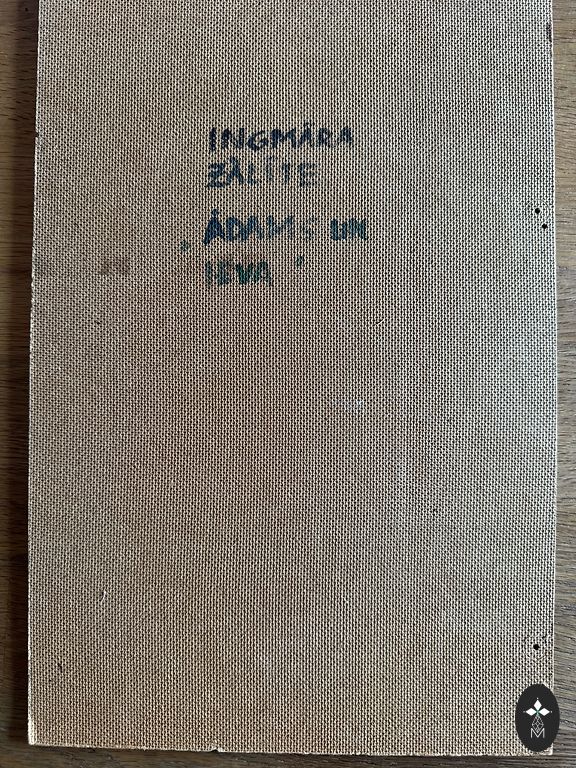 INGMĀRA
ZĀLĪTE
"ĀDAMS UN
IEVA"